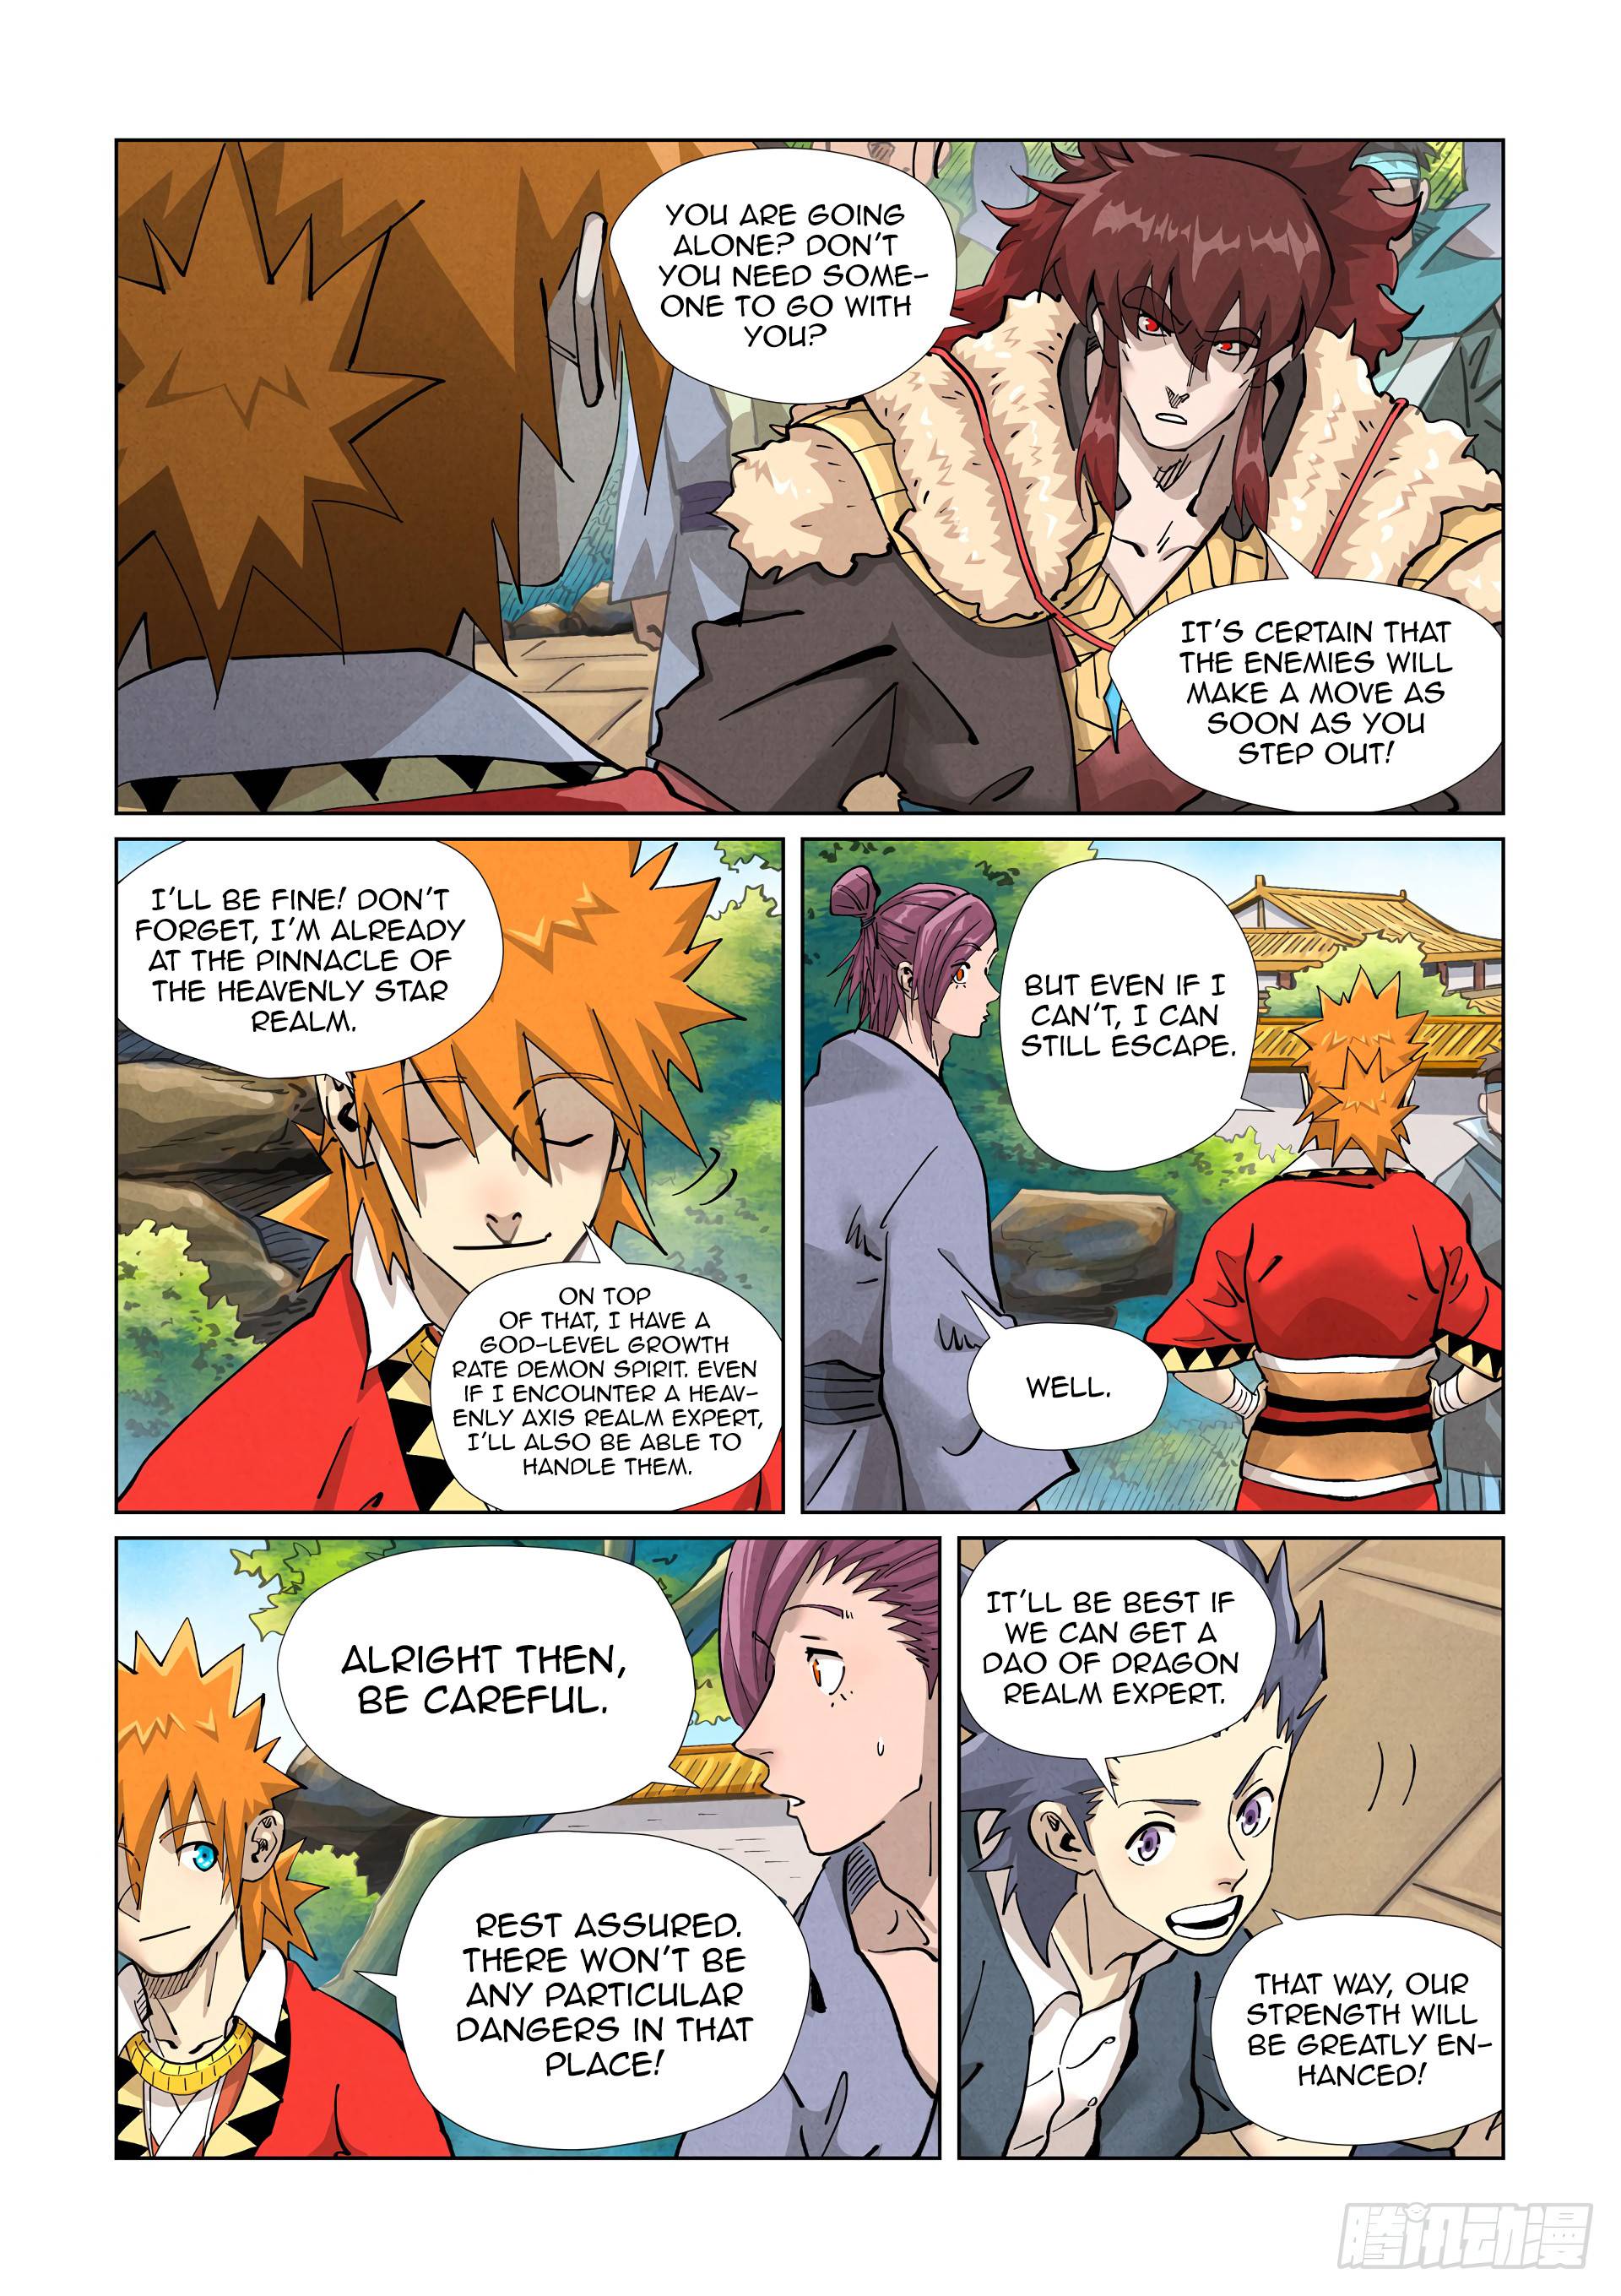 YOU ARE GOING
ALONE? DON'T
YOU NEED SOME-
ONE TO GO WITH
YOU?
IT'S CERTAIN THAT
THE ENEMIES WILL
MAKE A MOVE AS
SOON AS YOU
STEP OUT!
I'LL BE FINE! DON'T
FORGET, I'M ALREADY
AT THE PINNACLE OF
THE HEAVENLY STAR
REALM.
ON TOP
OF THAT, I HAVE A
GOD-LEVEL GROWTH
RATE DEMON SPIRIT. EVEN
IF I ENCOUNTER A HEAV-
ENLY AXIS REALM EXPERT,
I'LL ALSO BE ABLE TO
HANDLE THEM.
BUT EVEN IF I
CAN'T, I CAN
STILL ESCAPE.
WELL.
ALRIGHT THEN,
BE CAREFUL.
REST ASSURED.
THERE WON'T BE
ANY PARTICULAR
DANGERS IN THAT
PLACE!
IT'LL BE BEST IF
WE CAN GET A
DAO OF DRAGON
REALM EXPERT.
THAT WAY, OUR
STRENGTH WILL
BE GREATLY EN-
HANCED!
腾讯动漫